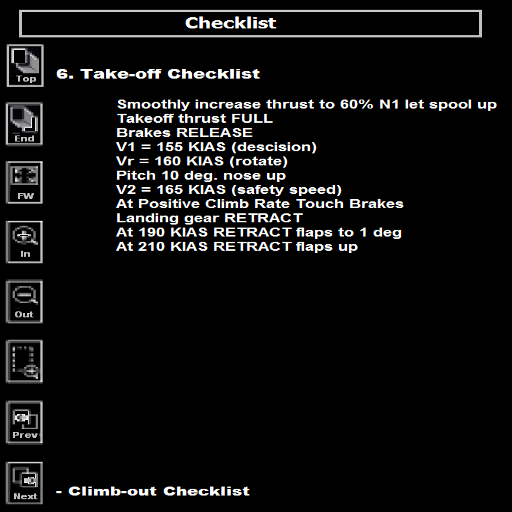 Checklist
Top
6. Take-off Checklist
Smoothly increase thrust to 60% N1 let spool up
Takeoff thrust FULL
End
Brakes RELEASE
V1 = 155 KIAS (descision)
Vr = 160 KIAS (rotate)
Pitch 10 deg. nose up
V2 = 165 KIAS (safety speed)
FW
At Positive Climb Rate Touch Brakes
Landing gear RETRACT
At 190 KIAS RETRACT flaps to 1 deg
At 210 KIAS RETRACT flaps up
In
Out
Prev
Next
- Climb-out Checklist